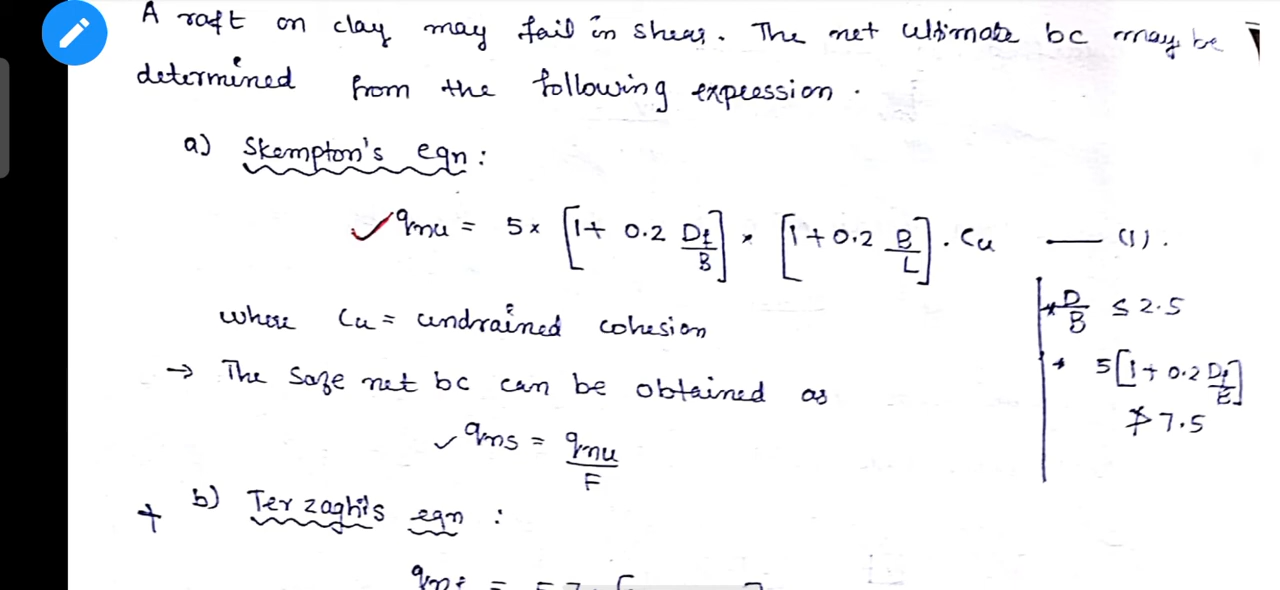 A raft on clay may fail in shear. The net ultimate bc may be
determined from the following expression.
a) Skempton's eqn:
qnu = 5 x [1 + 0.2 Df/B] x [1 + 0.2 B/L] . Cu — (1).
where Cu = undrained cohesion
* D/B ≤ 2.5
→ The safe net bc can be obtained as
* 5[1 + 0.2 Df/B]
≯ 7.5
qns = qnu/F
b) Terzaghi's eqn: